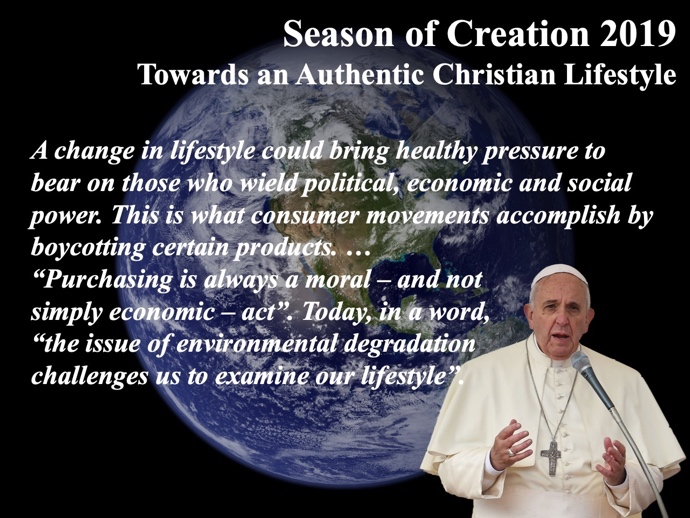 Season of Creation 2019
Towards an Authentic Christian Lifestyle
A change in lifestyle could bring healthy pressure to
bear on those who wield political, economic and social
power. This is what consumer movements accomplish by
boycotting certain products. …
“Purchasing is always a moral – and not
simply economic – act”. Today, in a word,
“the issue of environmental degradation
challenges us to examine our lifestyle”.